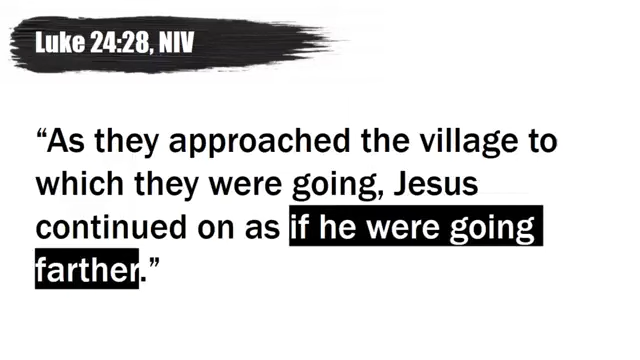 Luke 24:28, NIV
“As they approached the village to
which they were going, Jesus
continued on as if he were going
farther.”